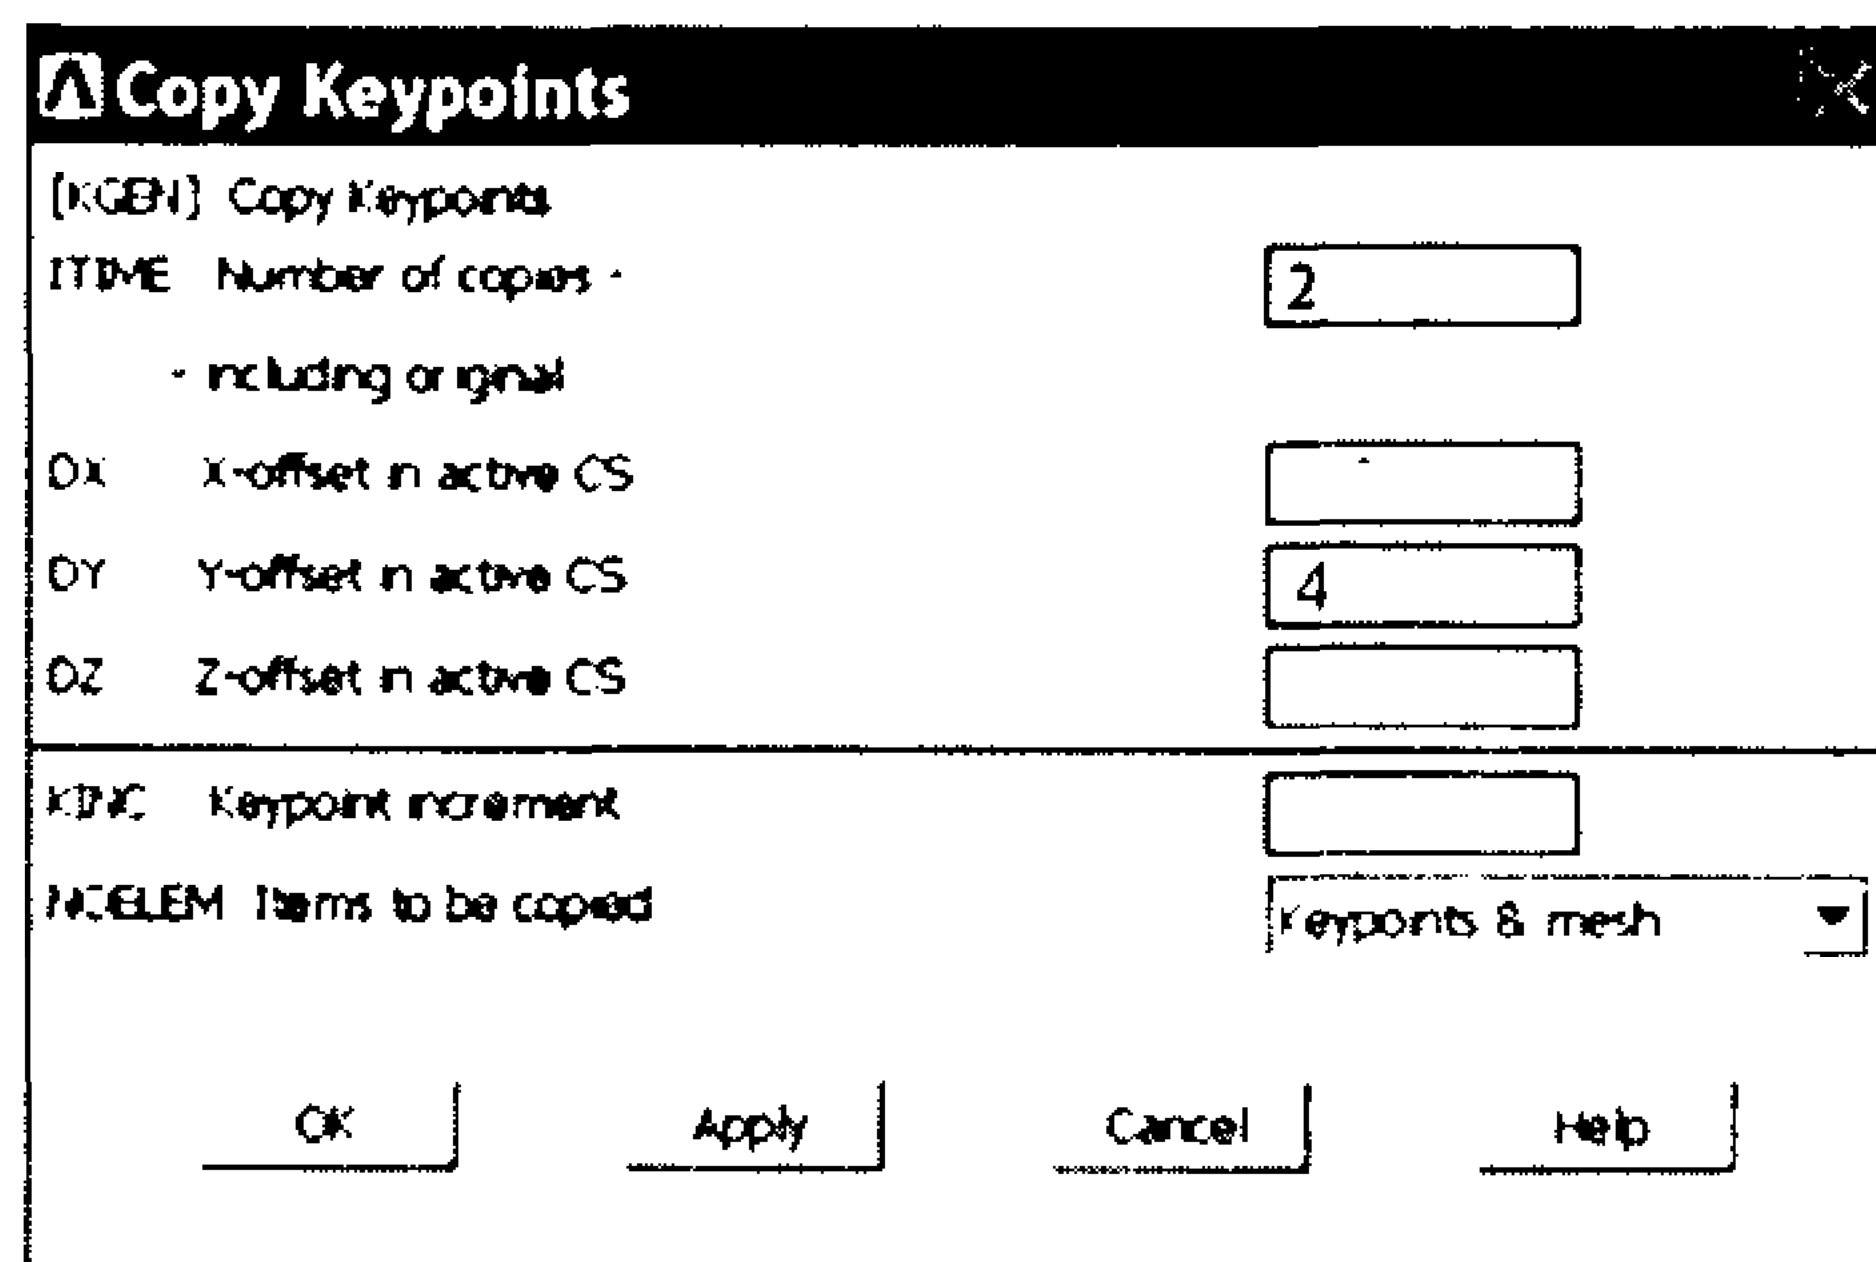 Copy Keypoints
[KGEN] Copy Keypoints
ITIME Number of copies - 2
- including original
DX X-offset in active CS
DY Y-offset in active CS 4
DZ Z-offset in active CS
KINC Keypoint increment
NOELEM Items to be copied Keypoints & mesh
OK Apply Cancel Help